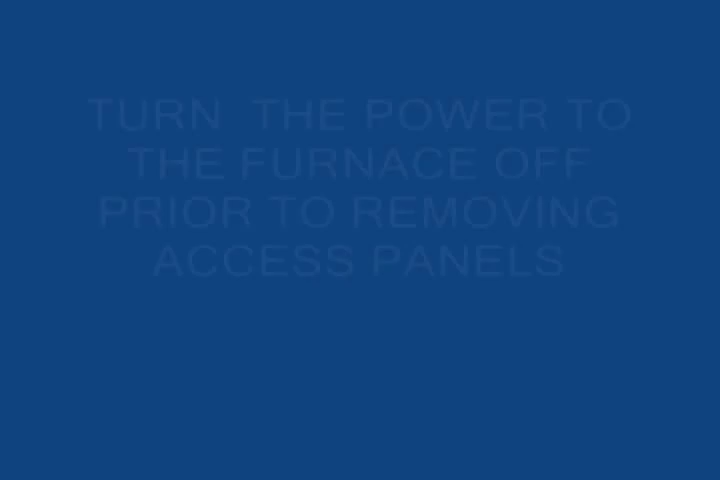 TURN  THE POWER TO
THE FURNACE OFF
PRIOR TO REMOVING
ACCESS PANELS